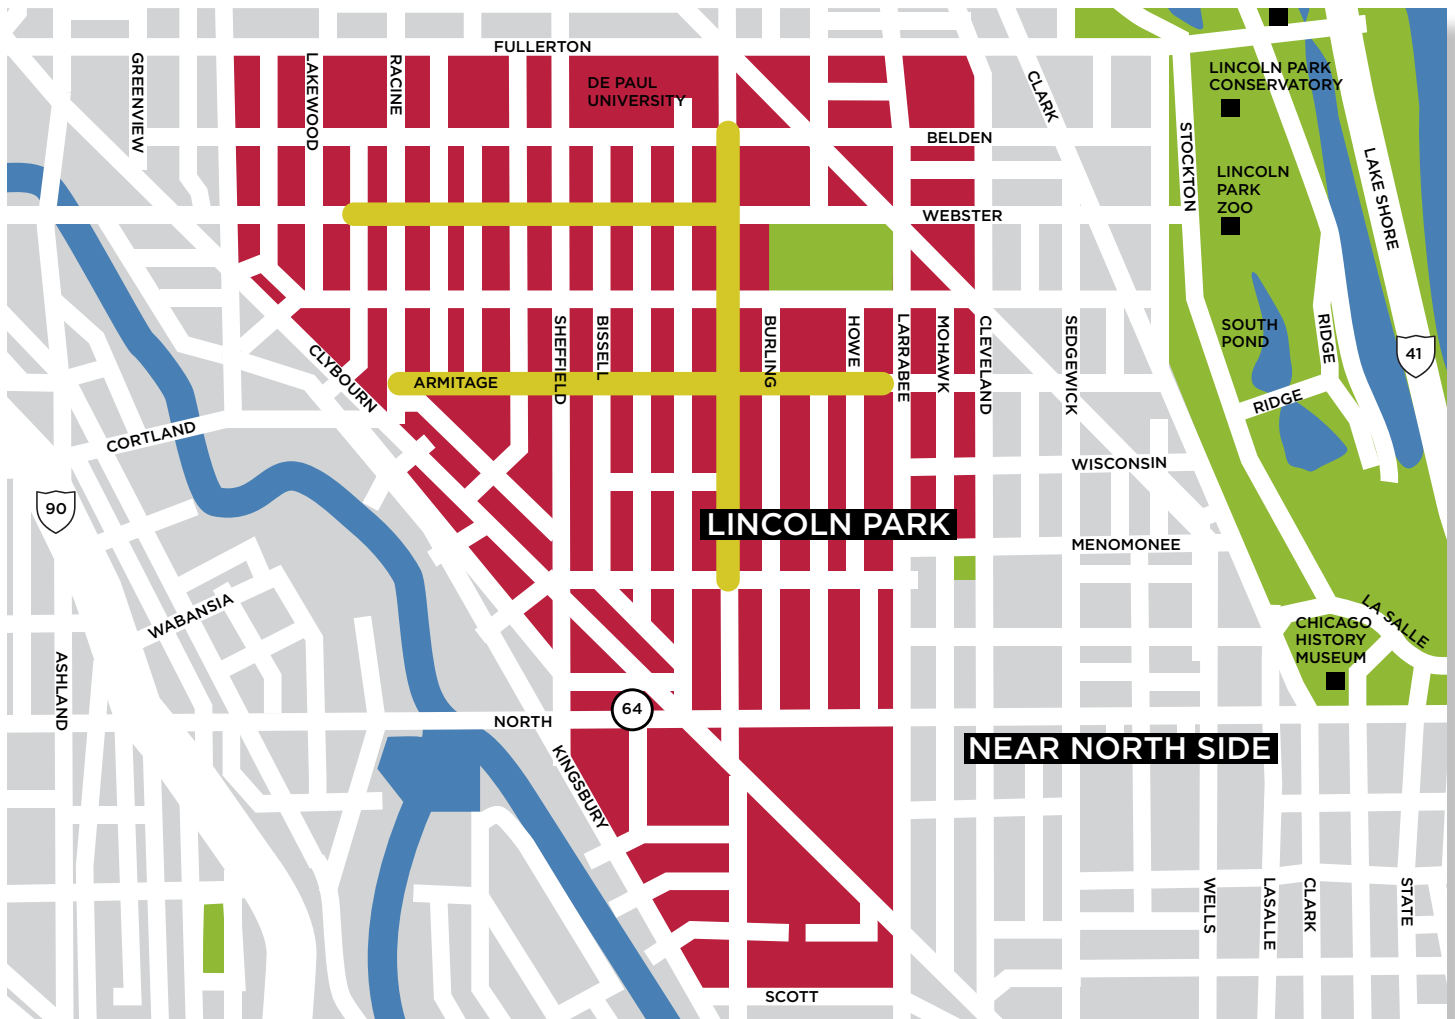 FULLERTON
GREENVIEW
LAKEWOOD
RACINE
DE PAUL
UNIVERSITY
CLARK
LINCOLN PARK
CONSERVATORY
BELDEN
STOCKTON
LINCOLN
PARK
ZOO
LAKE SHORE
WEBSTER
SHEFFIELD
BISSELL
BURLING
HOWE
LARRABEE
MOHAWK
CLEVELAND
SEDGEWICK
SOUTH
POND
RIDGE
41
CLYBOURN
ARMITAGE
RIDGE
CORTLAND
WISCONSIN
90
LINCOLN PARK
MENOMONEE
WABANSIA
LA SALLE
CHICAGO
HISTORY
MUSEUM
ASHLAND
64
NORTH
NEAR NORTH SIDE
KINGSBURY
WELLS
LASALLE
CLARK
STATE
SCOTT